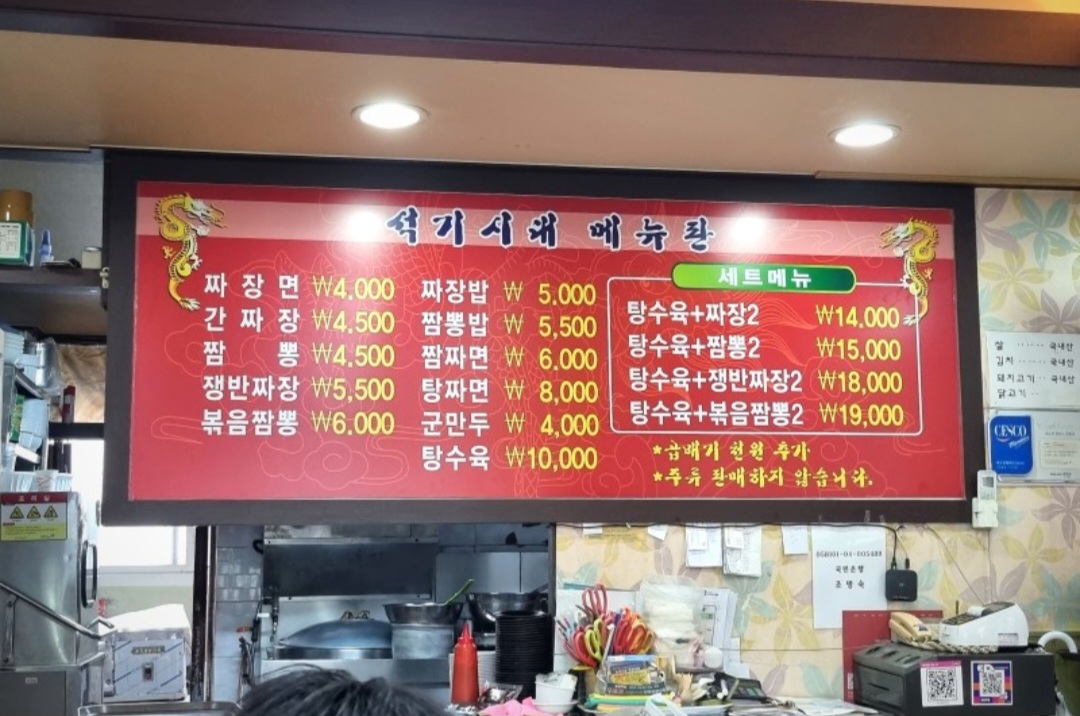 석기시대 메뉴판
짜장면 ₩4,000
간짜장 ₩4.500
짬뽕 ₩4,500
쟁반짜장 ₩5,500
볶음짬뽕 ₩6,000
짜장밥 ₩ 5.000
짬뽕밥 ₩ 5,500
짬짜면 ₩ 6,000
탕짜면 ₩ 8,000
군만두 ₩ 4,000
탕수육 ₩10,000
세트메뉴
탕수육+짜장2 ₩14.000
탕수육+짬뽕2 ₩15,000
탕수육+쟁반짜장2 ₩18,000
탕수육+볶음짬뽕2 ₩19,000
*곱배기 천원 추가
*주류 판매하지 않습니다.
쌀 ······ 국내산
김치 ···· 국내산
돼지고기 ·· 국내산
닭고기 ··
CESCO
국민은행